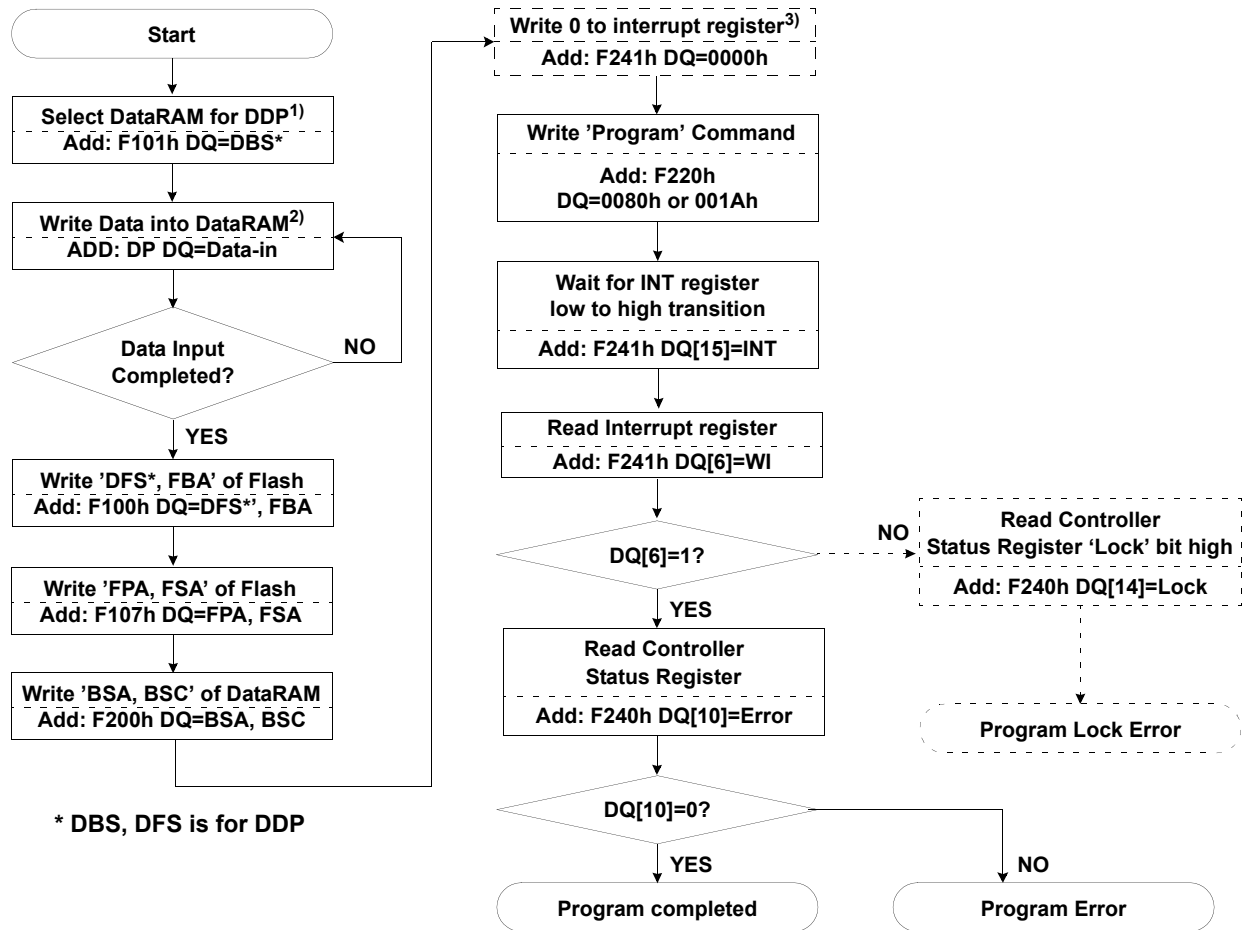 Start
Select DataRAM for DDP1)
Add: F101h DQ=DBS*
Write Data into DataRAM2)
ADD: DP DQ=Data-in
Data Input
Completed?
NO
YES
Write 'DFS*, FBA' of Flash
Add: F100h DQ=DFS*', FBA
Write 'FPA, FSA' of Flash
Add: F107h DQ=FPA, FSA
Write 'BSA, BSC' of DataRAM
Add: F200h DQ=BSA, BSC
* DBS, DFS is for DDP
Write 0 to interrupt register3)
Add: F241h DQ=0000h
Write 'Program' Command
Add: F220h
DQ=0080h or 001Ah
Wait for INT register
low to high transition
Add: F241h DQ[15]=INT
Read Interrupt register
Add: F241h DQ[6]=WI
DQ[6]=1?
NO
YES
Read Controller
Status Register 'Lock' bit high
Add: F240h DQ[14]=Lock
Program Lock Error
Read Controller
Status Register
Add: F240h DQ[10]=Error
DQ[10]=0?
YES
NO
Program completed
Program Error